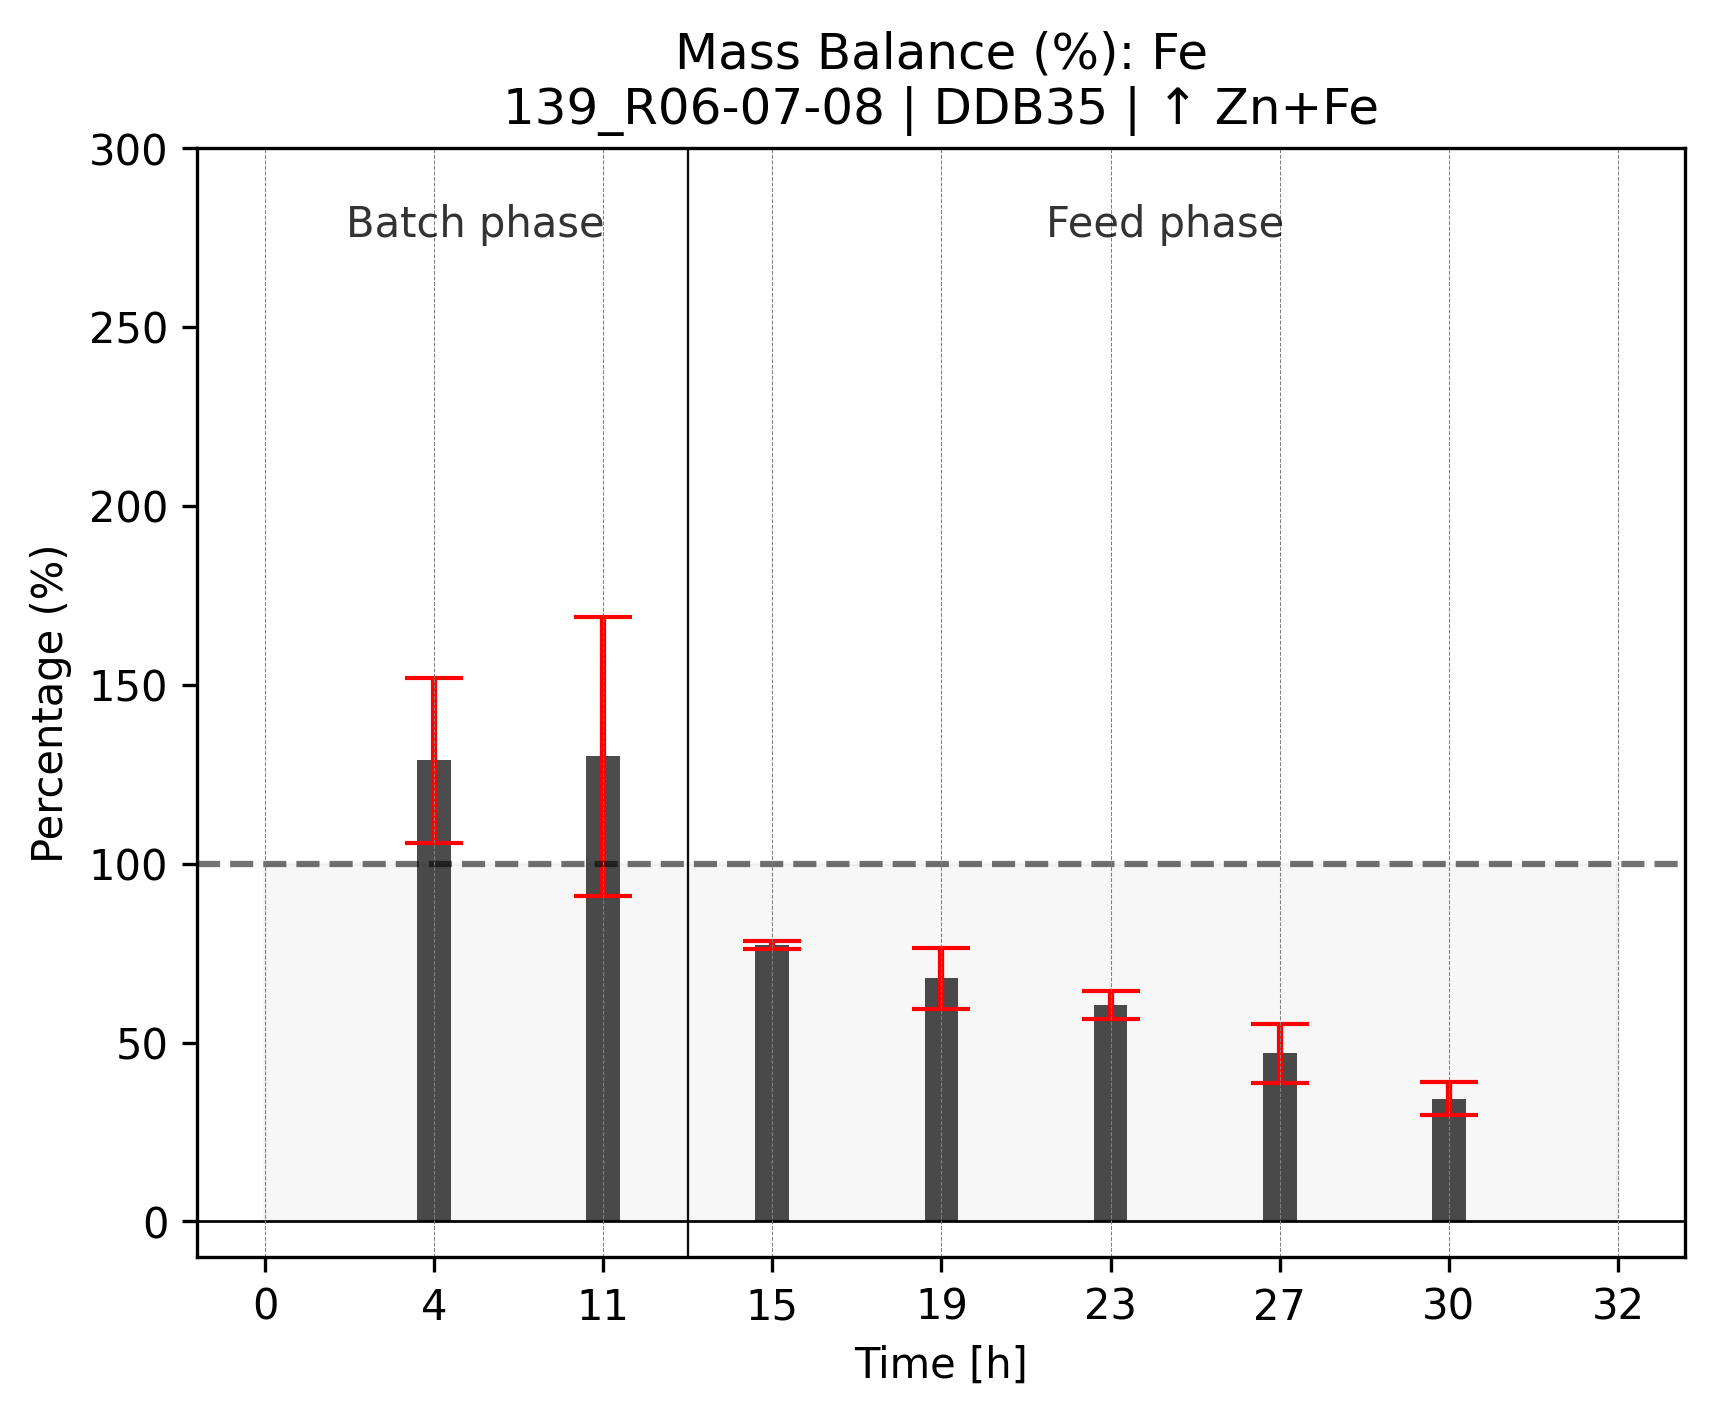 Mass Balance (%): Fe
139_R06-07-08 | DDB35 | ↑ Zn+Fe
300
250
200
150
100
50
0
Percentage (%)
Batch phase
Feed phase
0 4 11 15 19 23 27 30 32
Time [h]